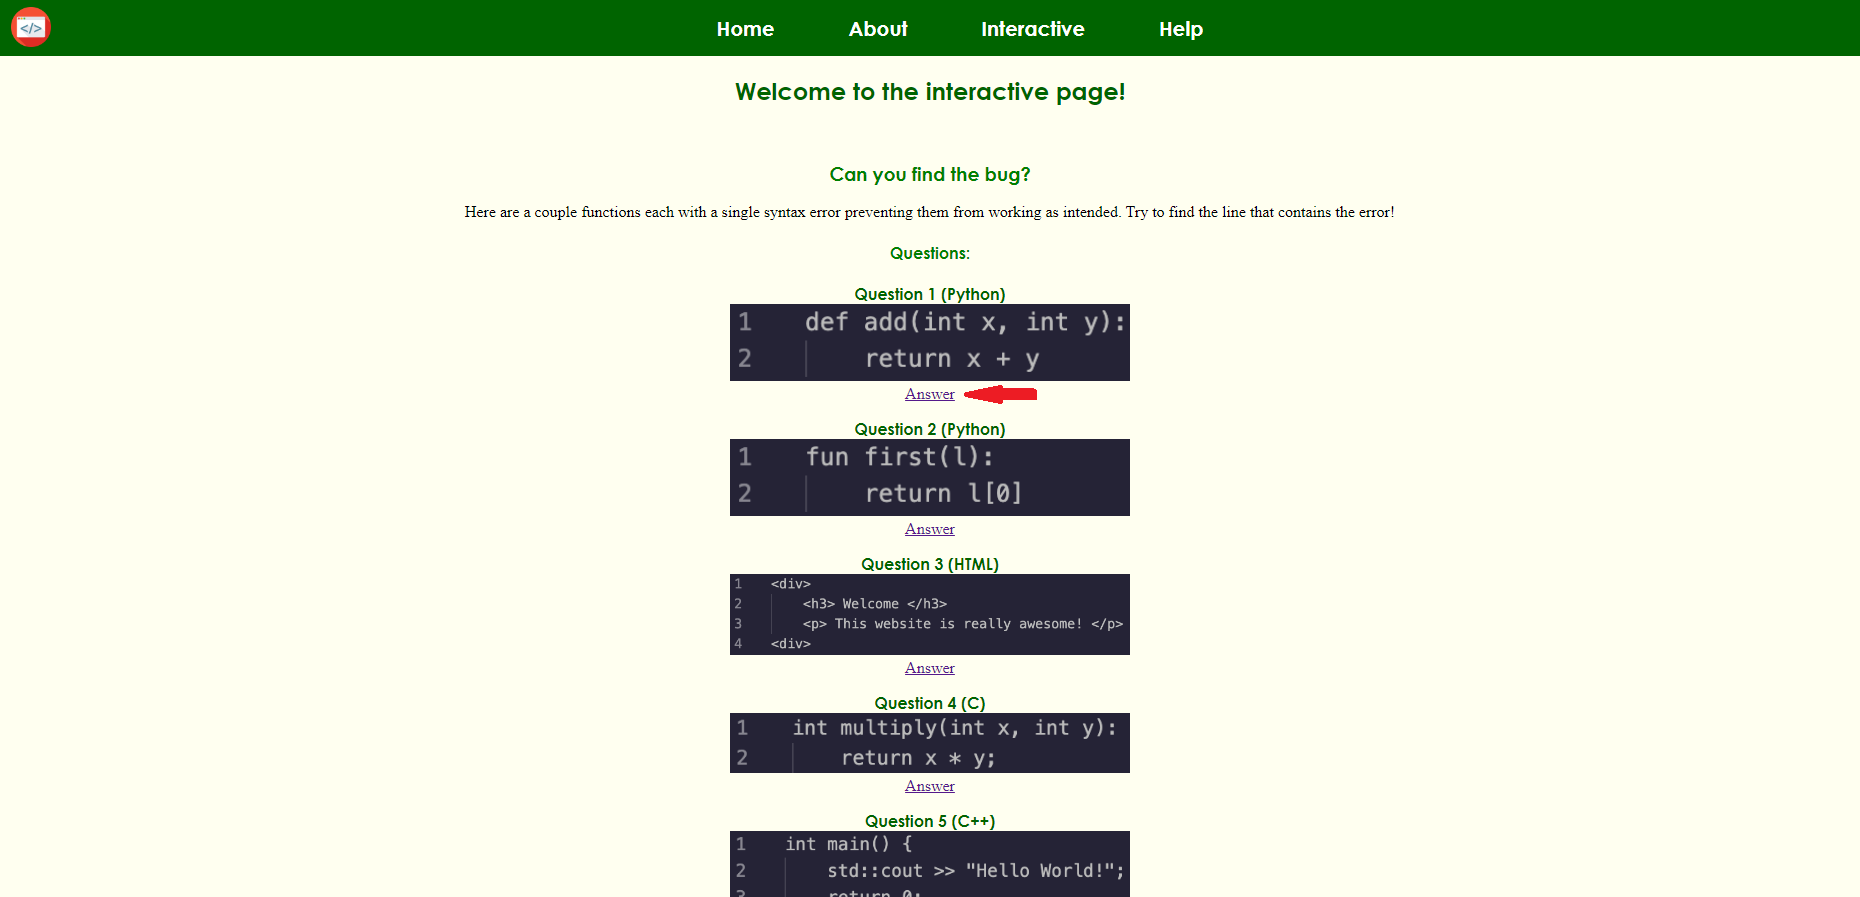 </>
Home About Interactive Help
Welcome to the interactive page!
Can you find the bug?
Here are a couple functions each with a single syntax error preventing them from working as intended. Try to find the line that contains the error!
Questions:
Question 1 (Python)
1 def add(int x, int y):
2 return x + y
Answer
Question 2 (Python)
1 fun first(l):
2 return l[0]
Answer
Question 3 (HTML)
1 <div>
2 <h3> Welcome </h3>
3 <p> This website is really awesome! </p>
4 <div>
Answer
Question 4 (C)
1 int multiply(int x, int y):
2 return x * y;
Answer
Question 5 (C++)
1 int main() {
2 std::cout >> "Hello World!";
3 return 0;